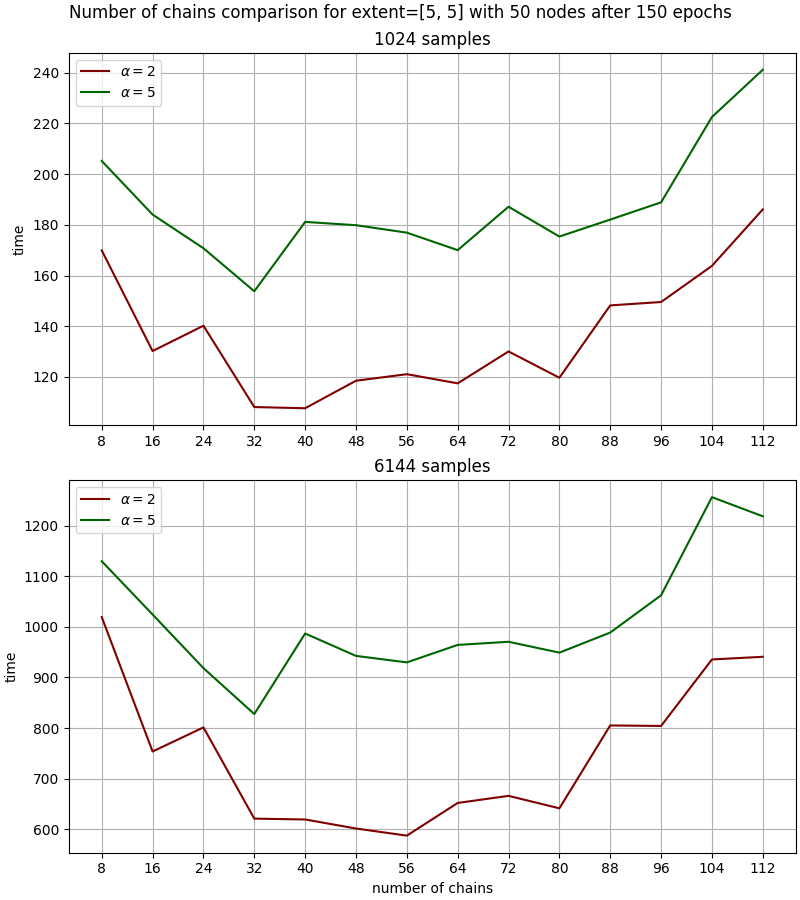 Number of chains comparison for extent=[5, 5] with 50 nodes after 150 epochs
1024 samples
α = 2
α = 5
240
220
200
180
160
140
120
time
8 16 24 32 40 48 56 64 72 80 88 96 104 112
6144 samples
α = 2
α = 5
1200
1100
1000
900
800
700
600
time
8 16 24 32 40 48 56 64 72 80 88 96 104 112
number of chains